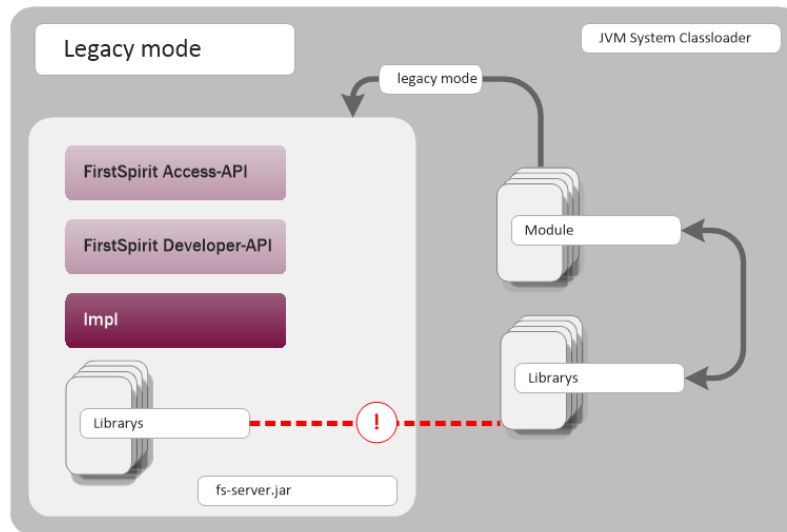 Legacy mode
JVM System Classloader
legacy mode
FirstSpirit Access-API
FirstSpirit Developer-API
Impl
Librarys
fs-server.jar
Module
Librarys
!